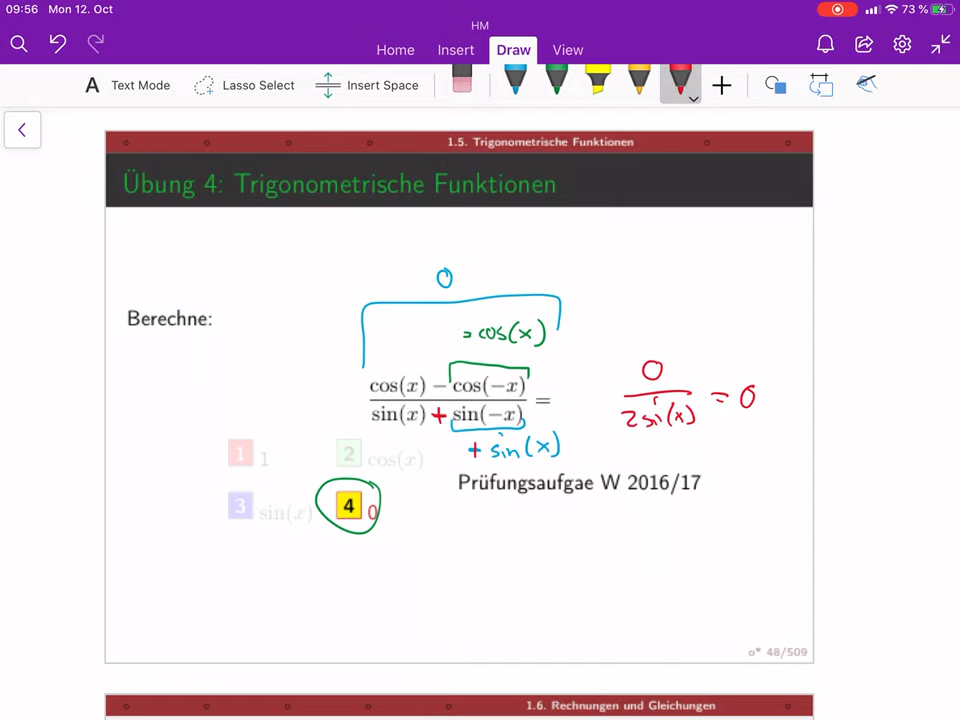 09:56 Mon 12. Oct
73 %
HM
Home Insert Draw View
A Text Mode Lasso Select Insert Space
1.5. Trigonometrische Funktionen
Übung 4: Trigonometrische Funktionen
0
Berechne:
= cos(x)
cos(x) − cos(−x)
sin(x) + sin(−x)
=
0
2 sin(x)
= 0
+ sin(x)
1 1
2 cos(x)
Prüfungsaufgae W 2016/17
3 sin(x)
4 0
o* 48/509
1.6. Rechnungen und Gleichungen